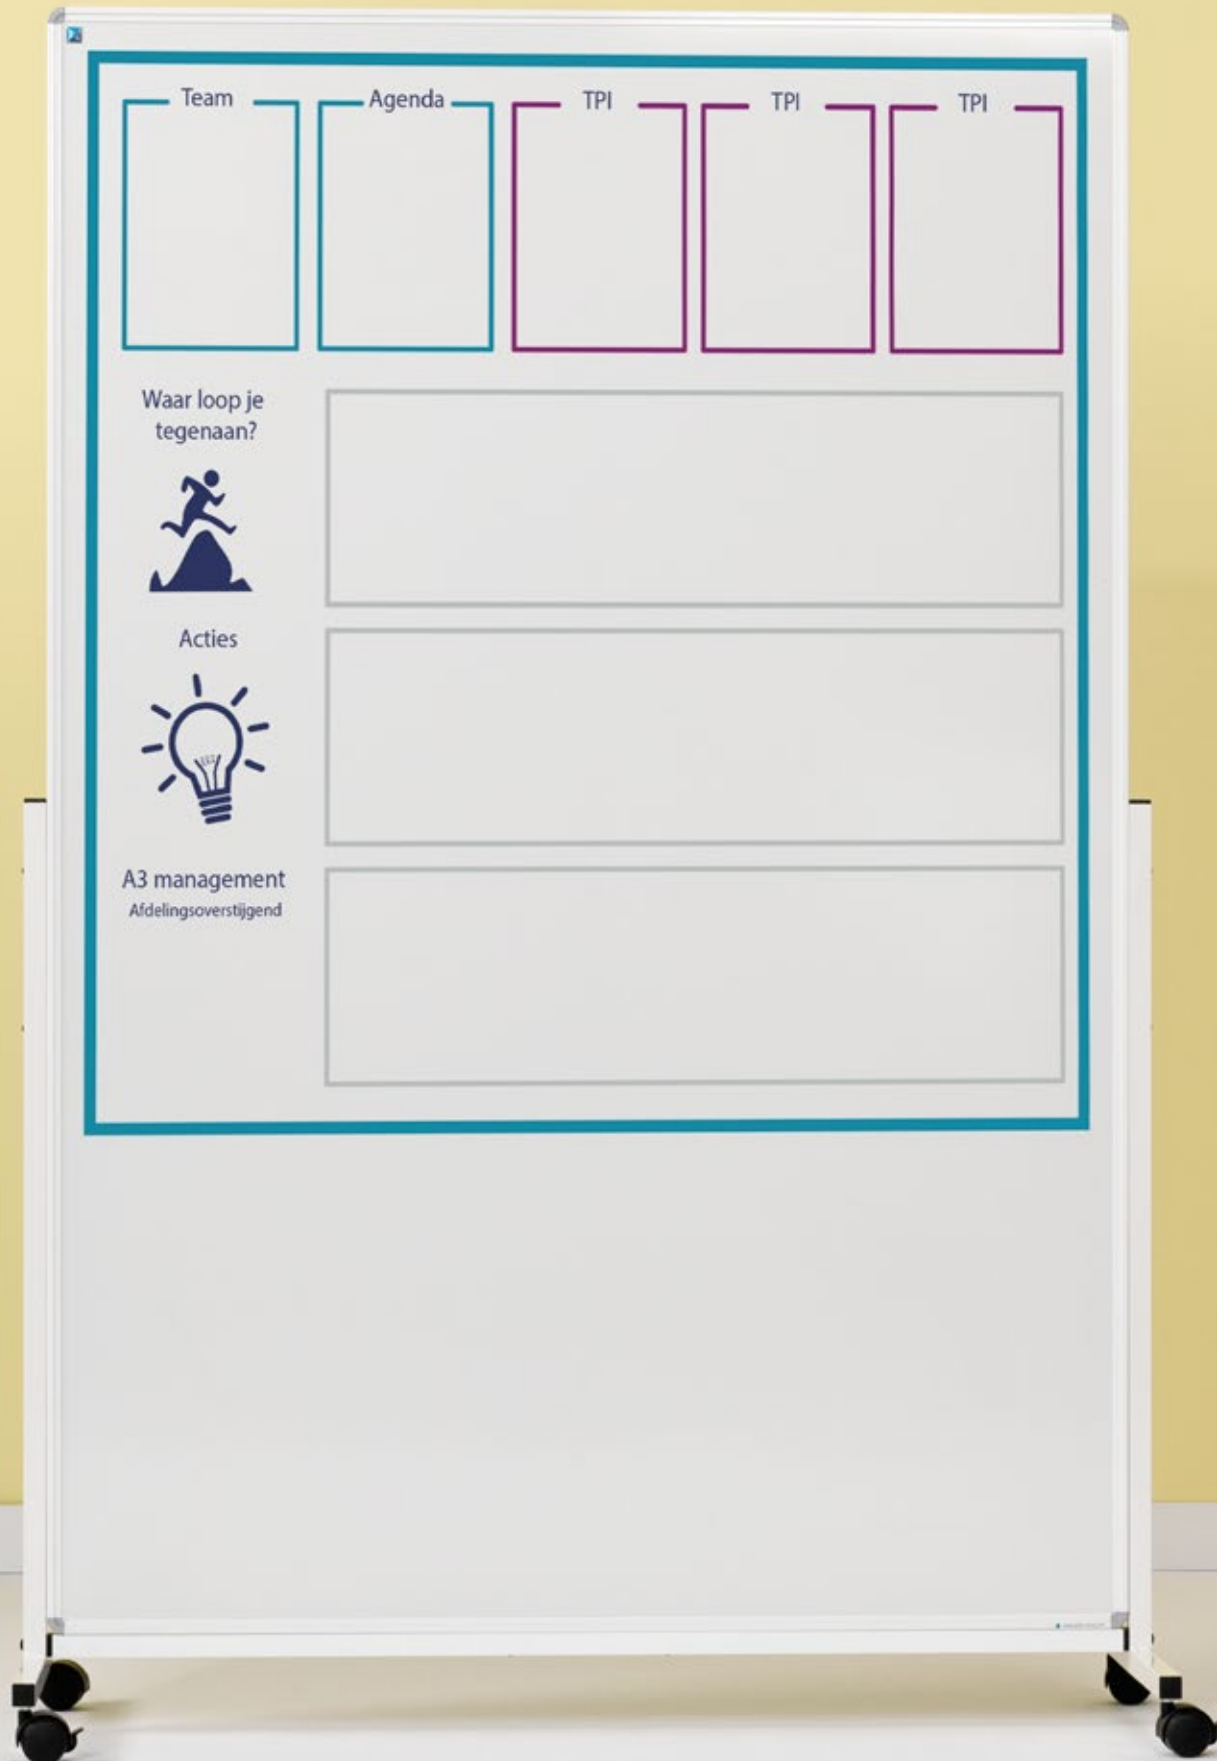 Team
Agenda
TPI
TPI
TPI
Waar loop je
tegenaan?
Acties
A3 management
Afdelingsoverstijgend